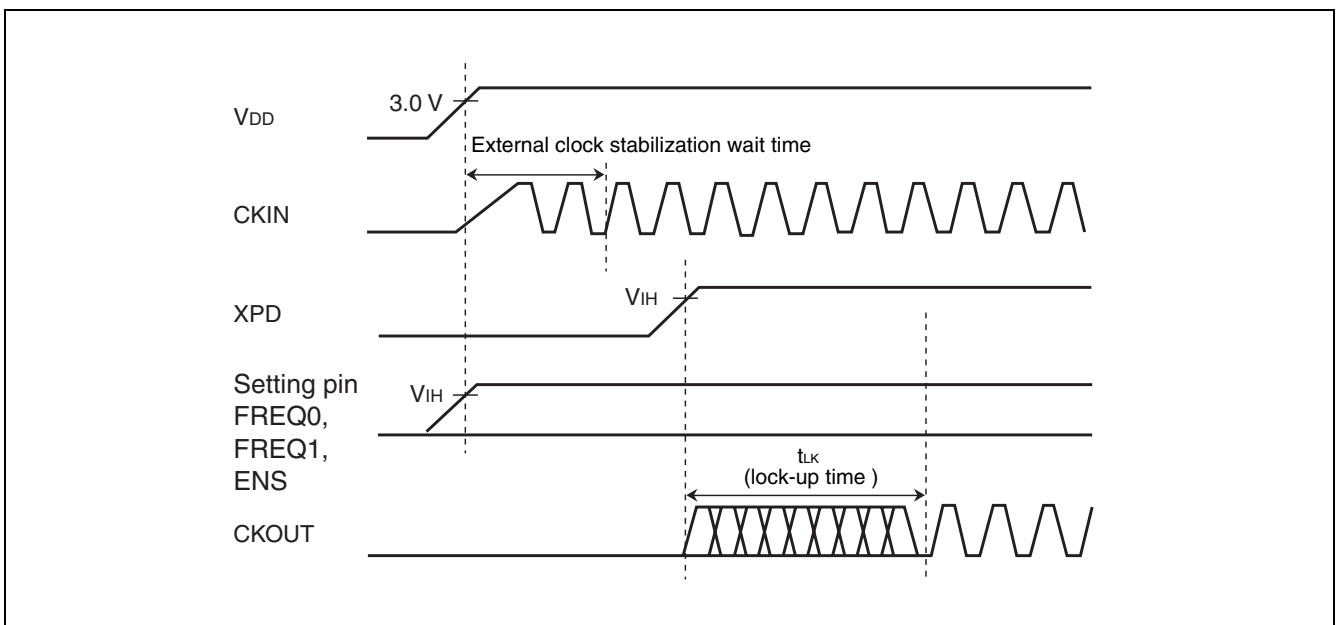 VDD
3.0 V
External clock stabilization wait time
CKIN
XPD
VIH
Setting pin
FREQ0,
FREQ1,
ENS
VIH
tLK
(lock-up time )
CKOUT